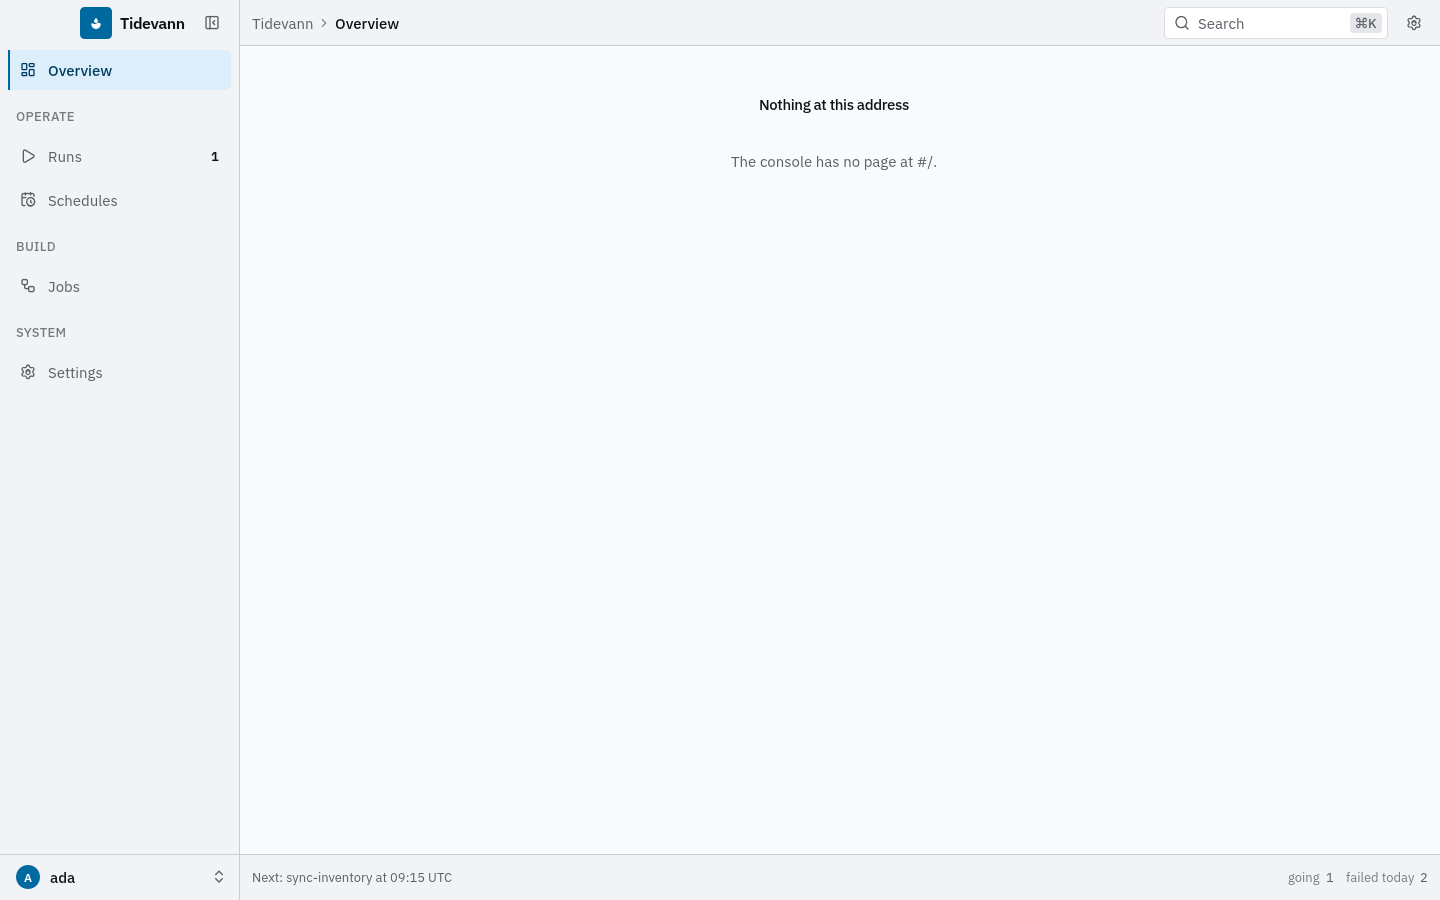 Tidevann
Tidevann > Overview
Search ⌘K
Overview
OPERATE
Runs 1
Schedules
BUILD
Jobs
SYSTEM
Settings
Nothing at this address
The console has no page at #/.
A ada
Next: sync-inventory at 09:15 UTC
going 1 failed today 2